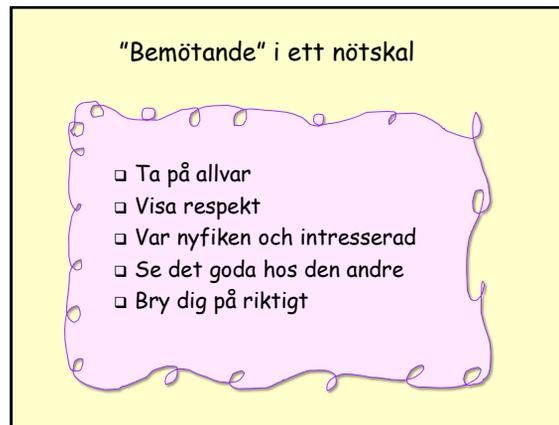 ”Bemötande” i ett nötskal
❑ Ta på allvar
❑ Visa respekt
❑ Var nyfiken och intresserad
❑ Se det goda hos den andre
❑ Bry dig på riktigt